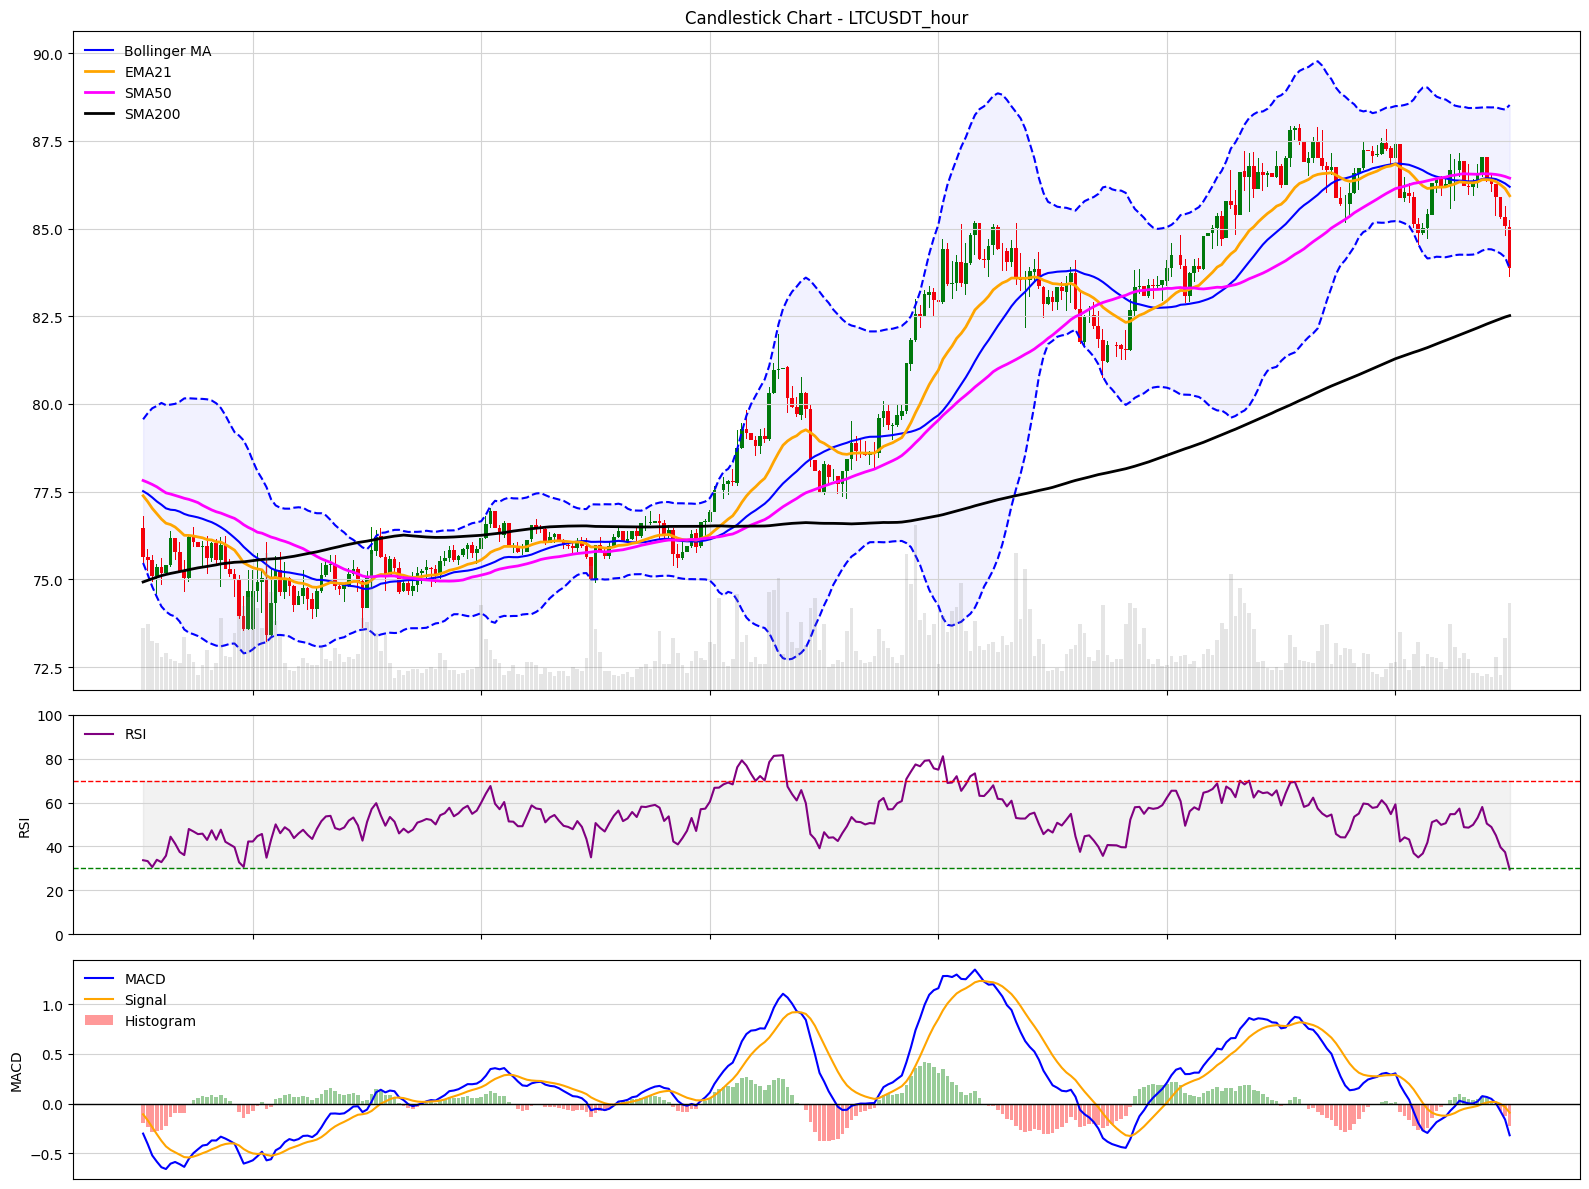 Candlestick Chart - LTCUSDT_hour
Bollinger MA
EMA21
SMA50
SMA200
90.0
87.5
85.0
82.5
80.0
77.5
75.0
72.5
RSI
RSI
100
80
60
40
20
0
MACD
Signal
Histogram
MACD
1.0
0.5
0.0
−0.5